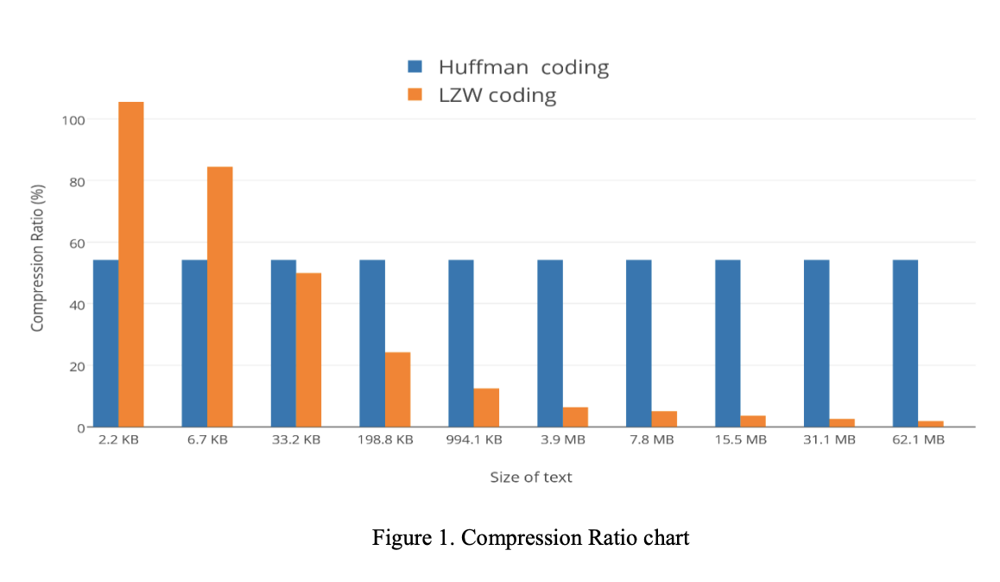 Huffman coding
LZW coding
Compression Ratio (%)
100
80
60
40
20
0
2.2 KB 6.7 KB 33.2 KB 198.8 KB 994.1 KB 3.9 MB 7.8 MB 15.5 MB 31.1 MB 62.1 MB
Size of text
Figure 1. Compression Ratio chart